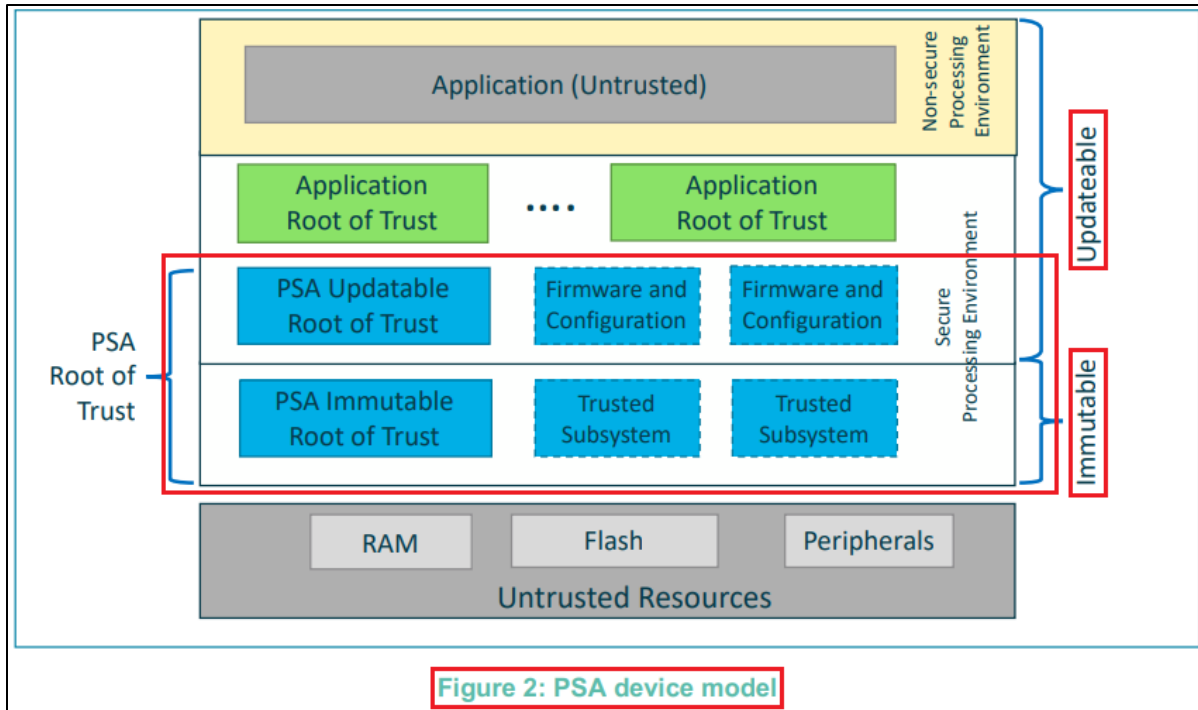 Application (Untrusted)
Non-secure
Processing
Environment
Application
Root of Trust
....
Application
Root of Trust
Updateable
PSA Updatable
Root of Trust
Firmware and
Configuration
Firmware and
Configuration
Secure
Processing Environment
PSA
Root of
Trust
PSA Immutable
Root of Trust
Trusted
Subsystem
Trusted
Subsystem
Immutable
RAM
Flash
Peripherals
Untrusted Resources
Figure 2: PSA device model